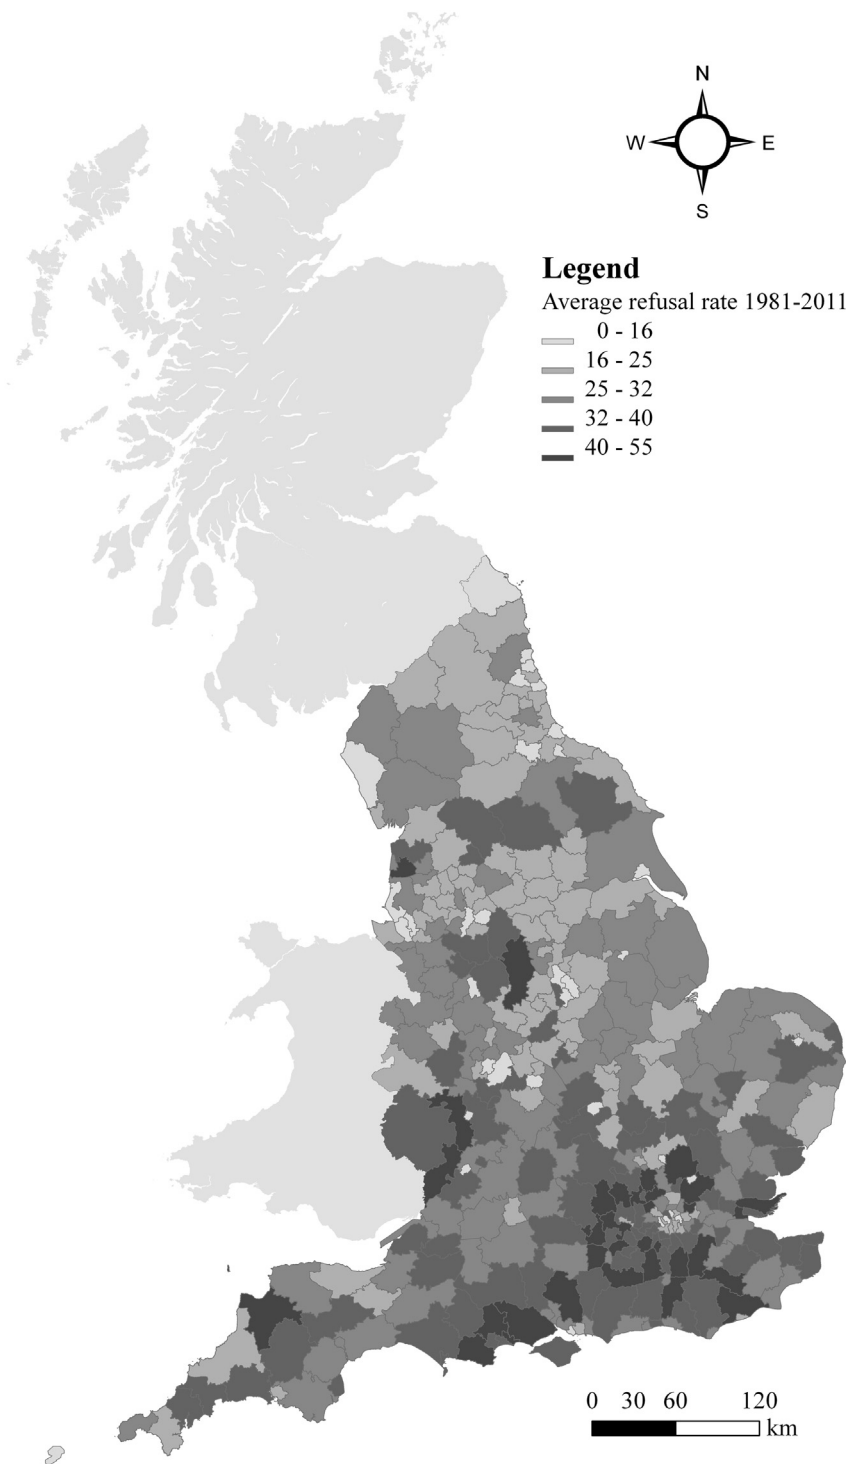 N
W E
S
Legend
Average refusal rate 1981-2011
0 - 16
16 - 25
25 - 32
32 - 40
40 - 55
0 30 60 120
km